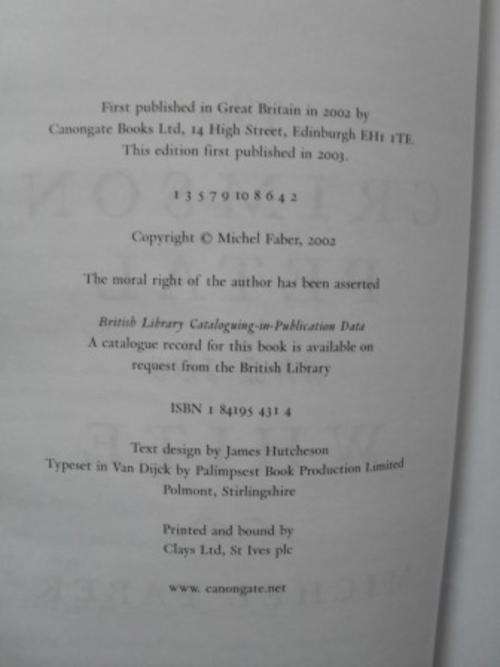 First published in Great Britain in 2002 by
Canongate Books Ltd, 14 High Street, Edinburgh EH1 1TE.
This edition first published in 2003.
1 3 5 7 9 10 8 6 4 2
Copyright © Michel Faber, 2002
The moral right of the author has been asserted
British Library Cataloguing-in-Publication Data
A catalogue record for this book is available on
request from the British Library
ISBN 1 84195 431 4
Text design by James Hutcheson
Typeset in Van Dijck by Palimpsest Book Production Limited
Polmont, Stirlingshire
Printed and bound by
Clays Ltd, St Ives plc
www. canongate.net